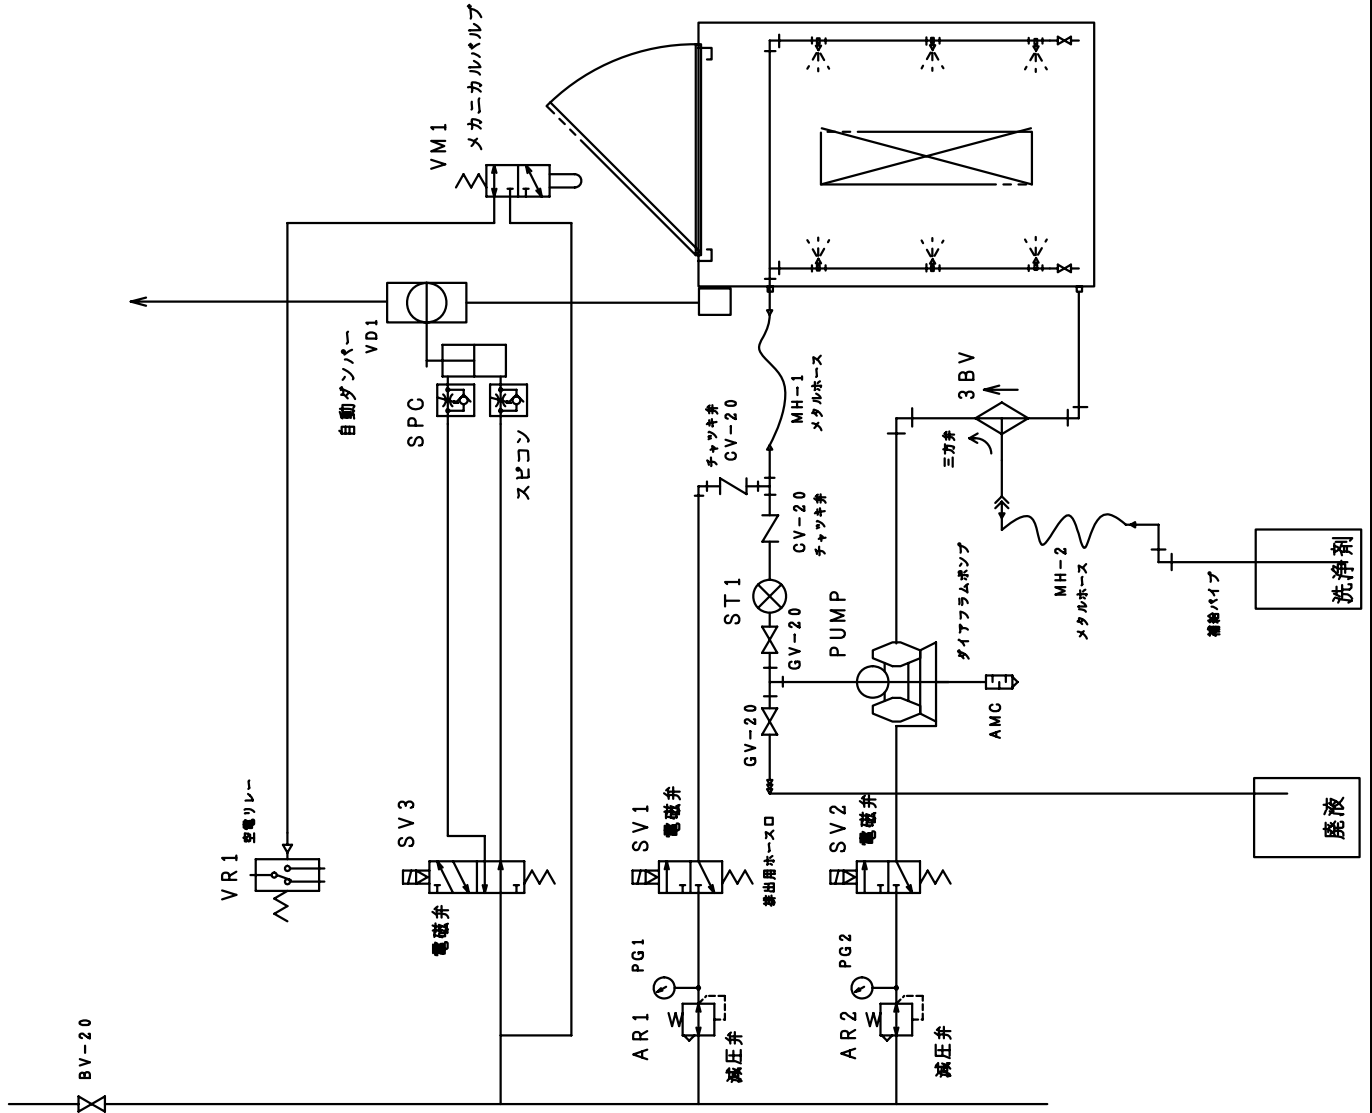 BV-20
VR1
空電リレー
SV3
電磁弁
自動ダンパー
VD1
SPC
スピコン
VM1
メカニカルバルブ
AR1
減圧弁
PG1
SV1
電磁弁
チャツキ弁
CV-20
MH-1
メタルホース
CV-20
チャツキ弁
ST1
GV-20
GV-20
排出用ホース口
PUMP
ダイアフラムポンプ
AMC
AR2
減圧弁
PG2
SV2
電磁弁
3BV
三方弁
MH-2
メタルホース
補給パイプ
洗浄剤
廃液